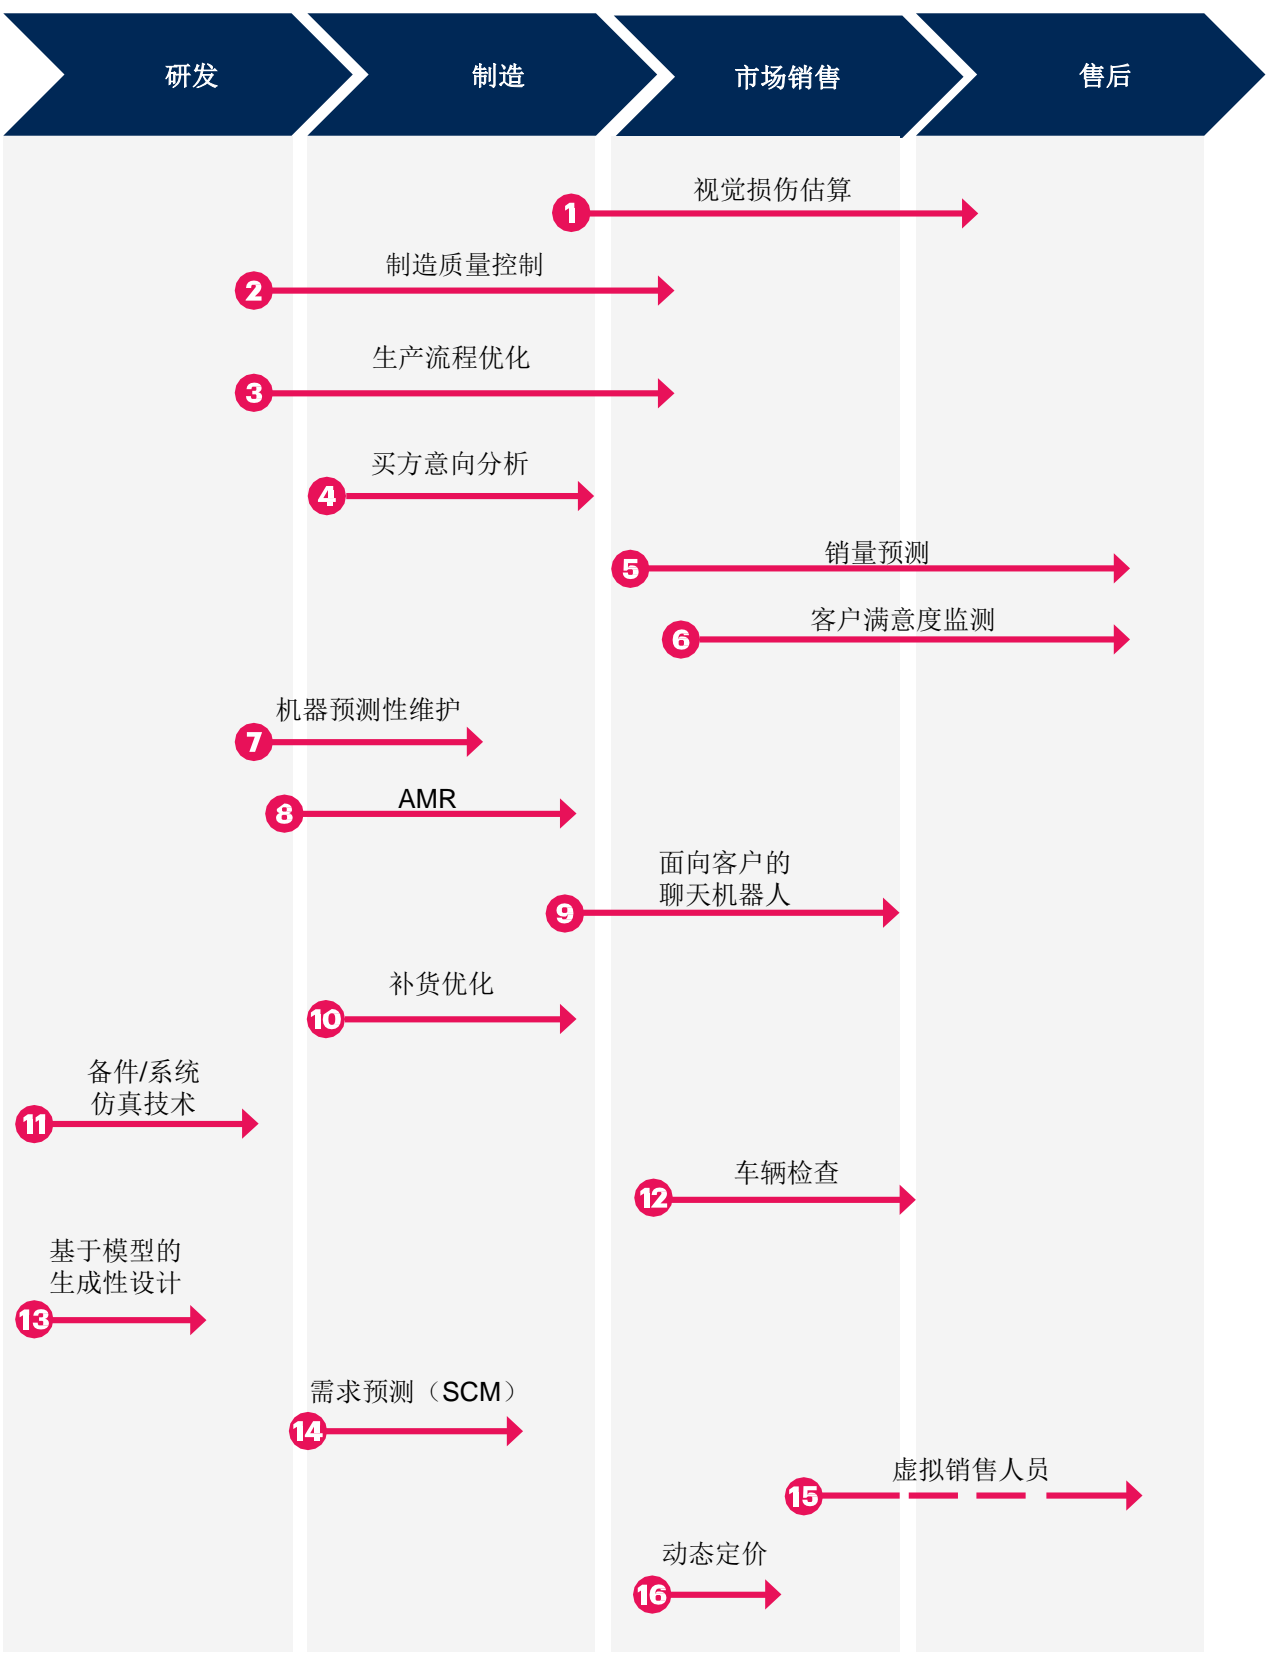 研发
制造
市场销售
售后
视觉损伤估算
1
制造质量控制
2
生产流程优化
3
买方意向分析
4
销量预测
5
客户满意度监测
6
机器预测性维护
7
AMR
8
面向客户的
聊天机器人
9
补货优化
10
备件/系统
仿真技术
11
车辆检查
12
基于模型的
生成性设计
13
需求预测（SCM）
14
虚拟销售人员
15
动态定价
16